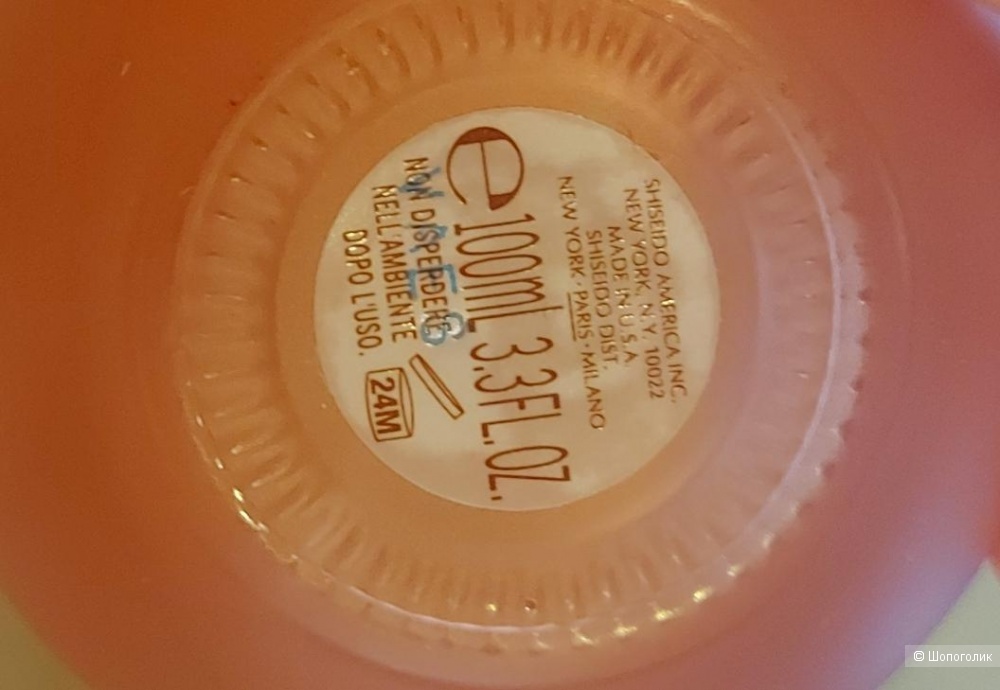 SHISEIDO AMERICA INC.
NEW YORK, N.Y. 10022
MADE IN U.S.A.
SHISEIDO DIST.
NEW YORK · PARIS · MILANO
e 100mL 3.3FL.OZ.
NON DISPERDERE
NELL'AMBIENTE
DOPO L'USO.
24M
© Шопоголик